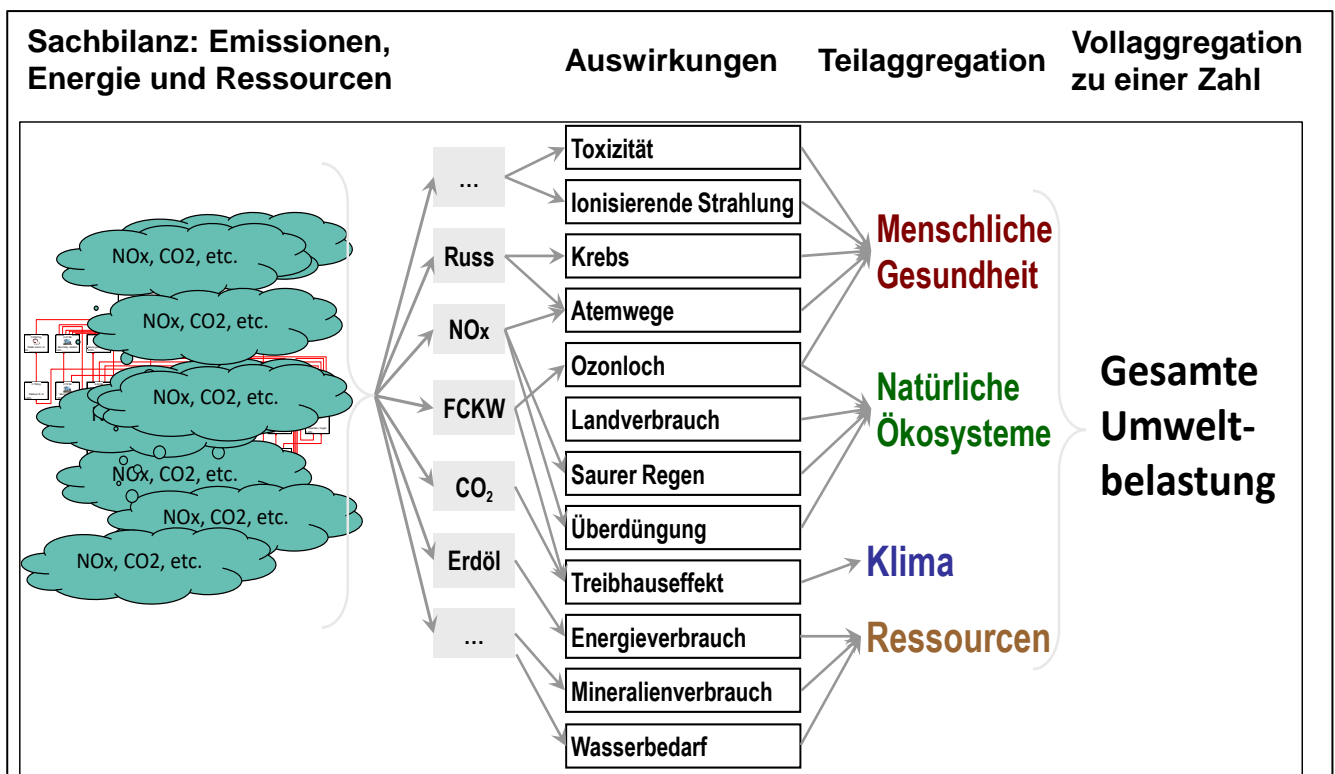 Sachbilanz: Emissionen,
Energie und Ressourcen
Auswirkungen
Teilaggregation
Vollaggregation
zu einer Zahl
NOx, CO2, etc.
NOx, CO2, etc.
NOx, CO2, etc.
NOx, CO2, etc.
NOx, CO2, etc.
NOx, CO2, etc.
...
Russ
NOx
FCKW
CO₂
Erdöl
...
Toxizität
Ionisierende Strahlung
Krebs
Atemwege
Ozonloch
Landverbrauch
Saurer Regen
Überdüngung
Treibhauseffekt
Energieverbrauch
Mineralienverbrauch
Wasserbedarf
Menschliche
Gesundheit
Natürliche
Ökosysteme
Klima
Ressourcen
Gesamte
Umwelt-
belastung